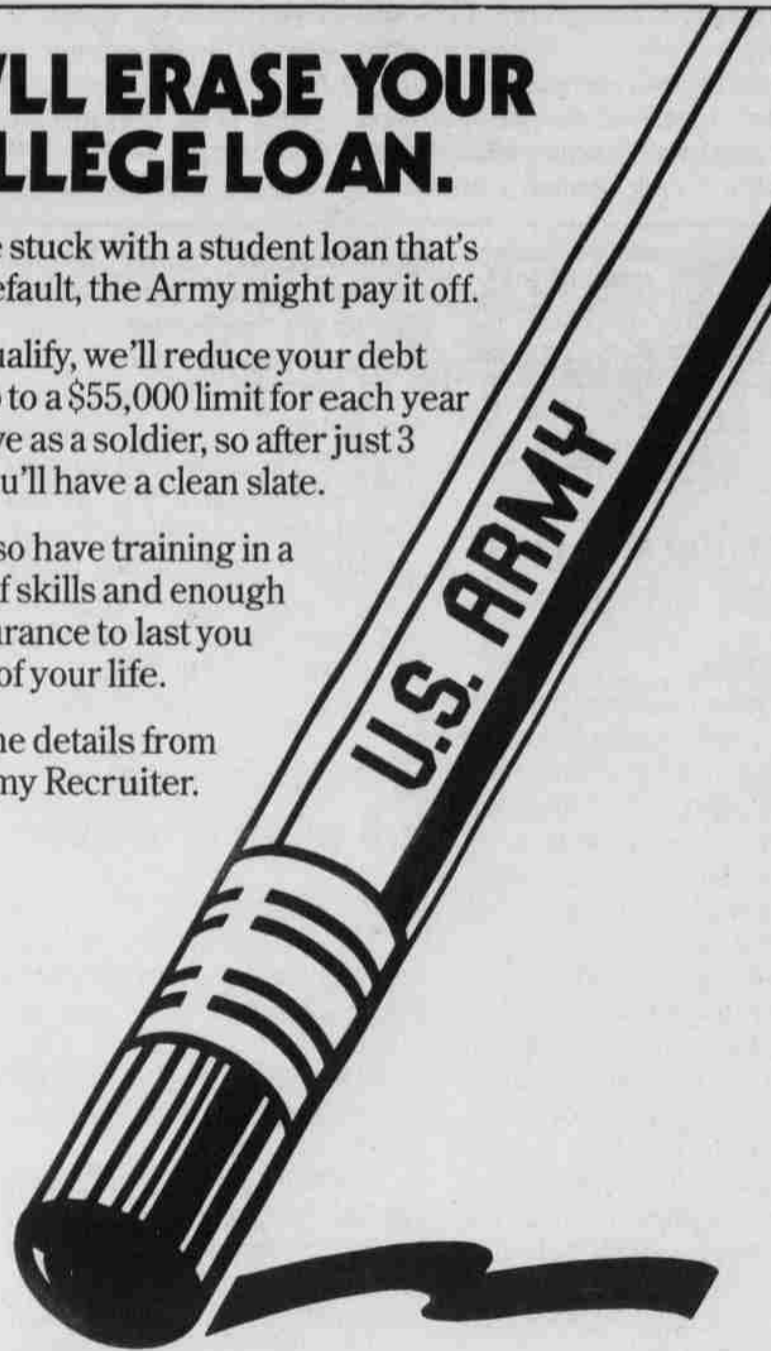 'LL ERASE YOUR
LLEGE LOAN.
e stuck with a student loan that's
efault, the Army might pay it off.
ualify, we'll reduce your debt
o to a $55,000 limit for each year
ve as a soldier, so after just 3
u'll have a clean slate.
so have training in a
f skills and enough
urance to last you
of your life.
he details from
my Recruiter.
U.S. ARMY